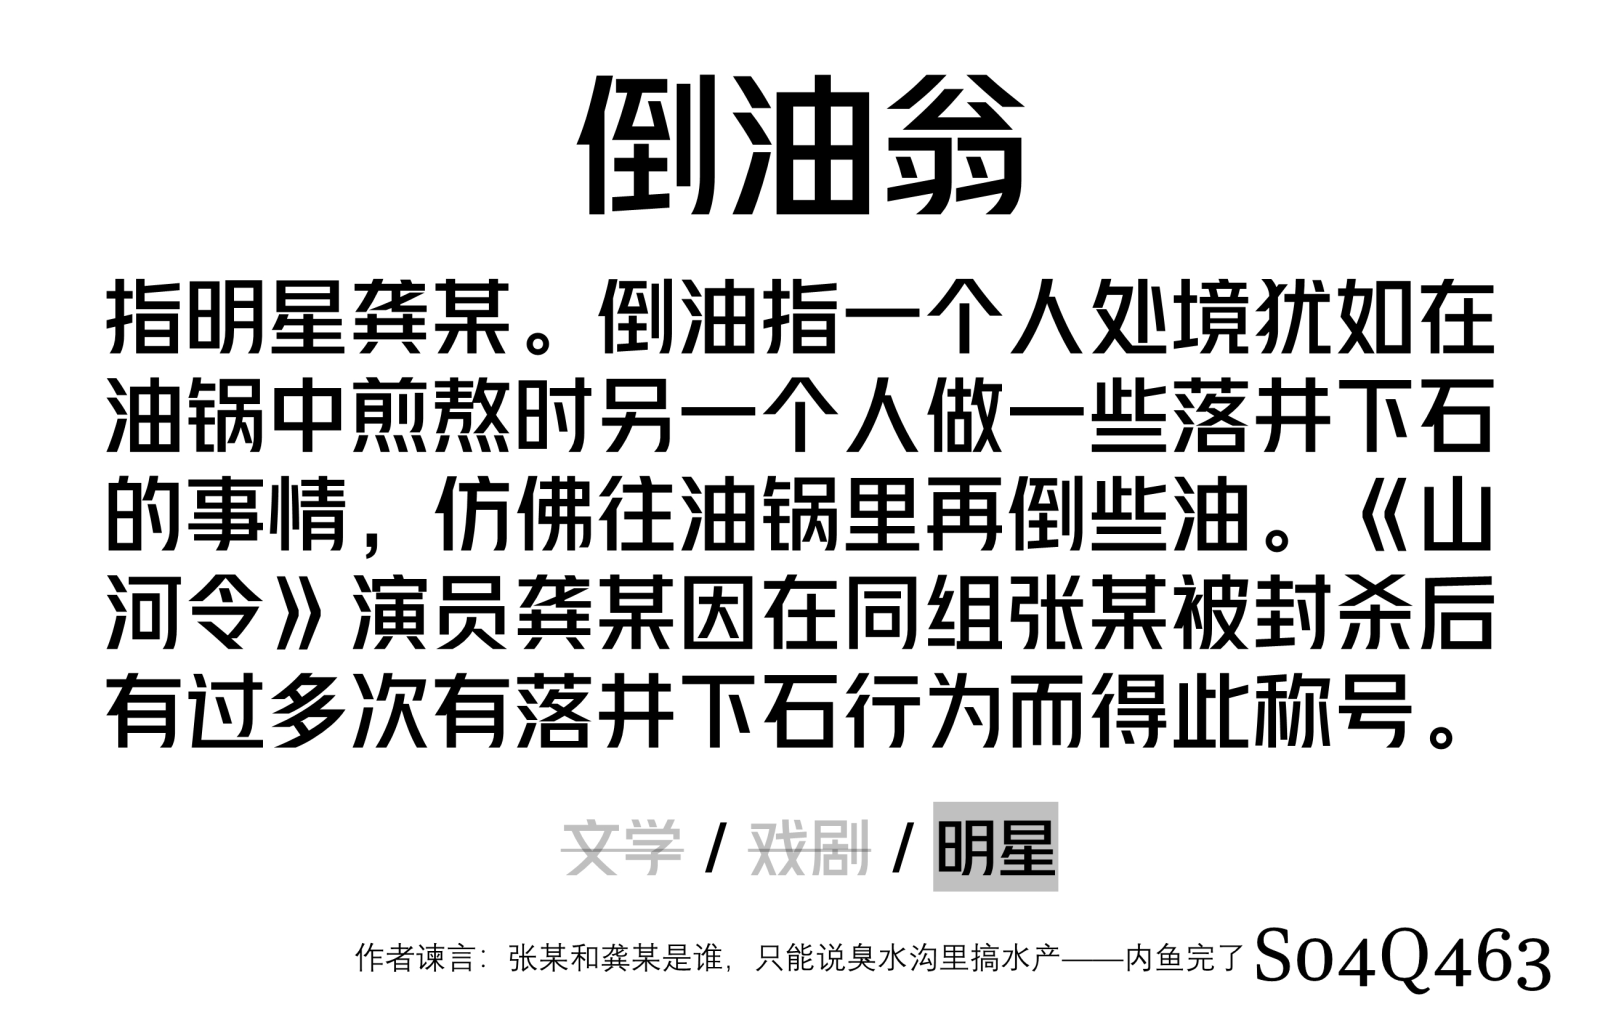 倒油翁
指明星龚某。倒油指一个人处境犹如在
油锅中煎熬时另一个人做一些落井下石
的事情，仿佛往油锅里再倒些油。《山
河令》演员龚某因在同组张某被封杀后
有过多次有落井下石行为而得此称号。
文学 / 戏剧 / 明星
作者谏言：张某和龚某是谁，只能说臭水沟里搞水产——内鱼完了 S04Q463